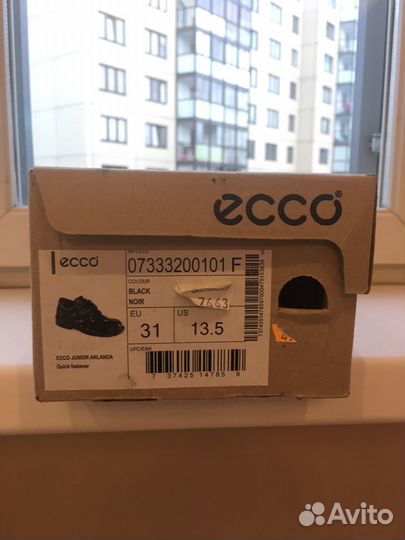 ecco®
ecco
ARTICLE
07333200101 F
COLOUR
BLACK
NOIR
7663
EU
US
31
13.5
ECCO JUNIOR ARLANDA
Quick fastener
UPC/EAN
7 37425 14785 9
Avito